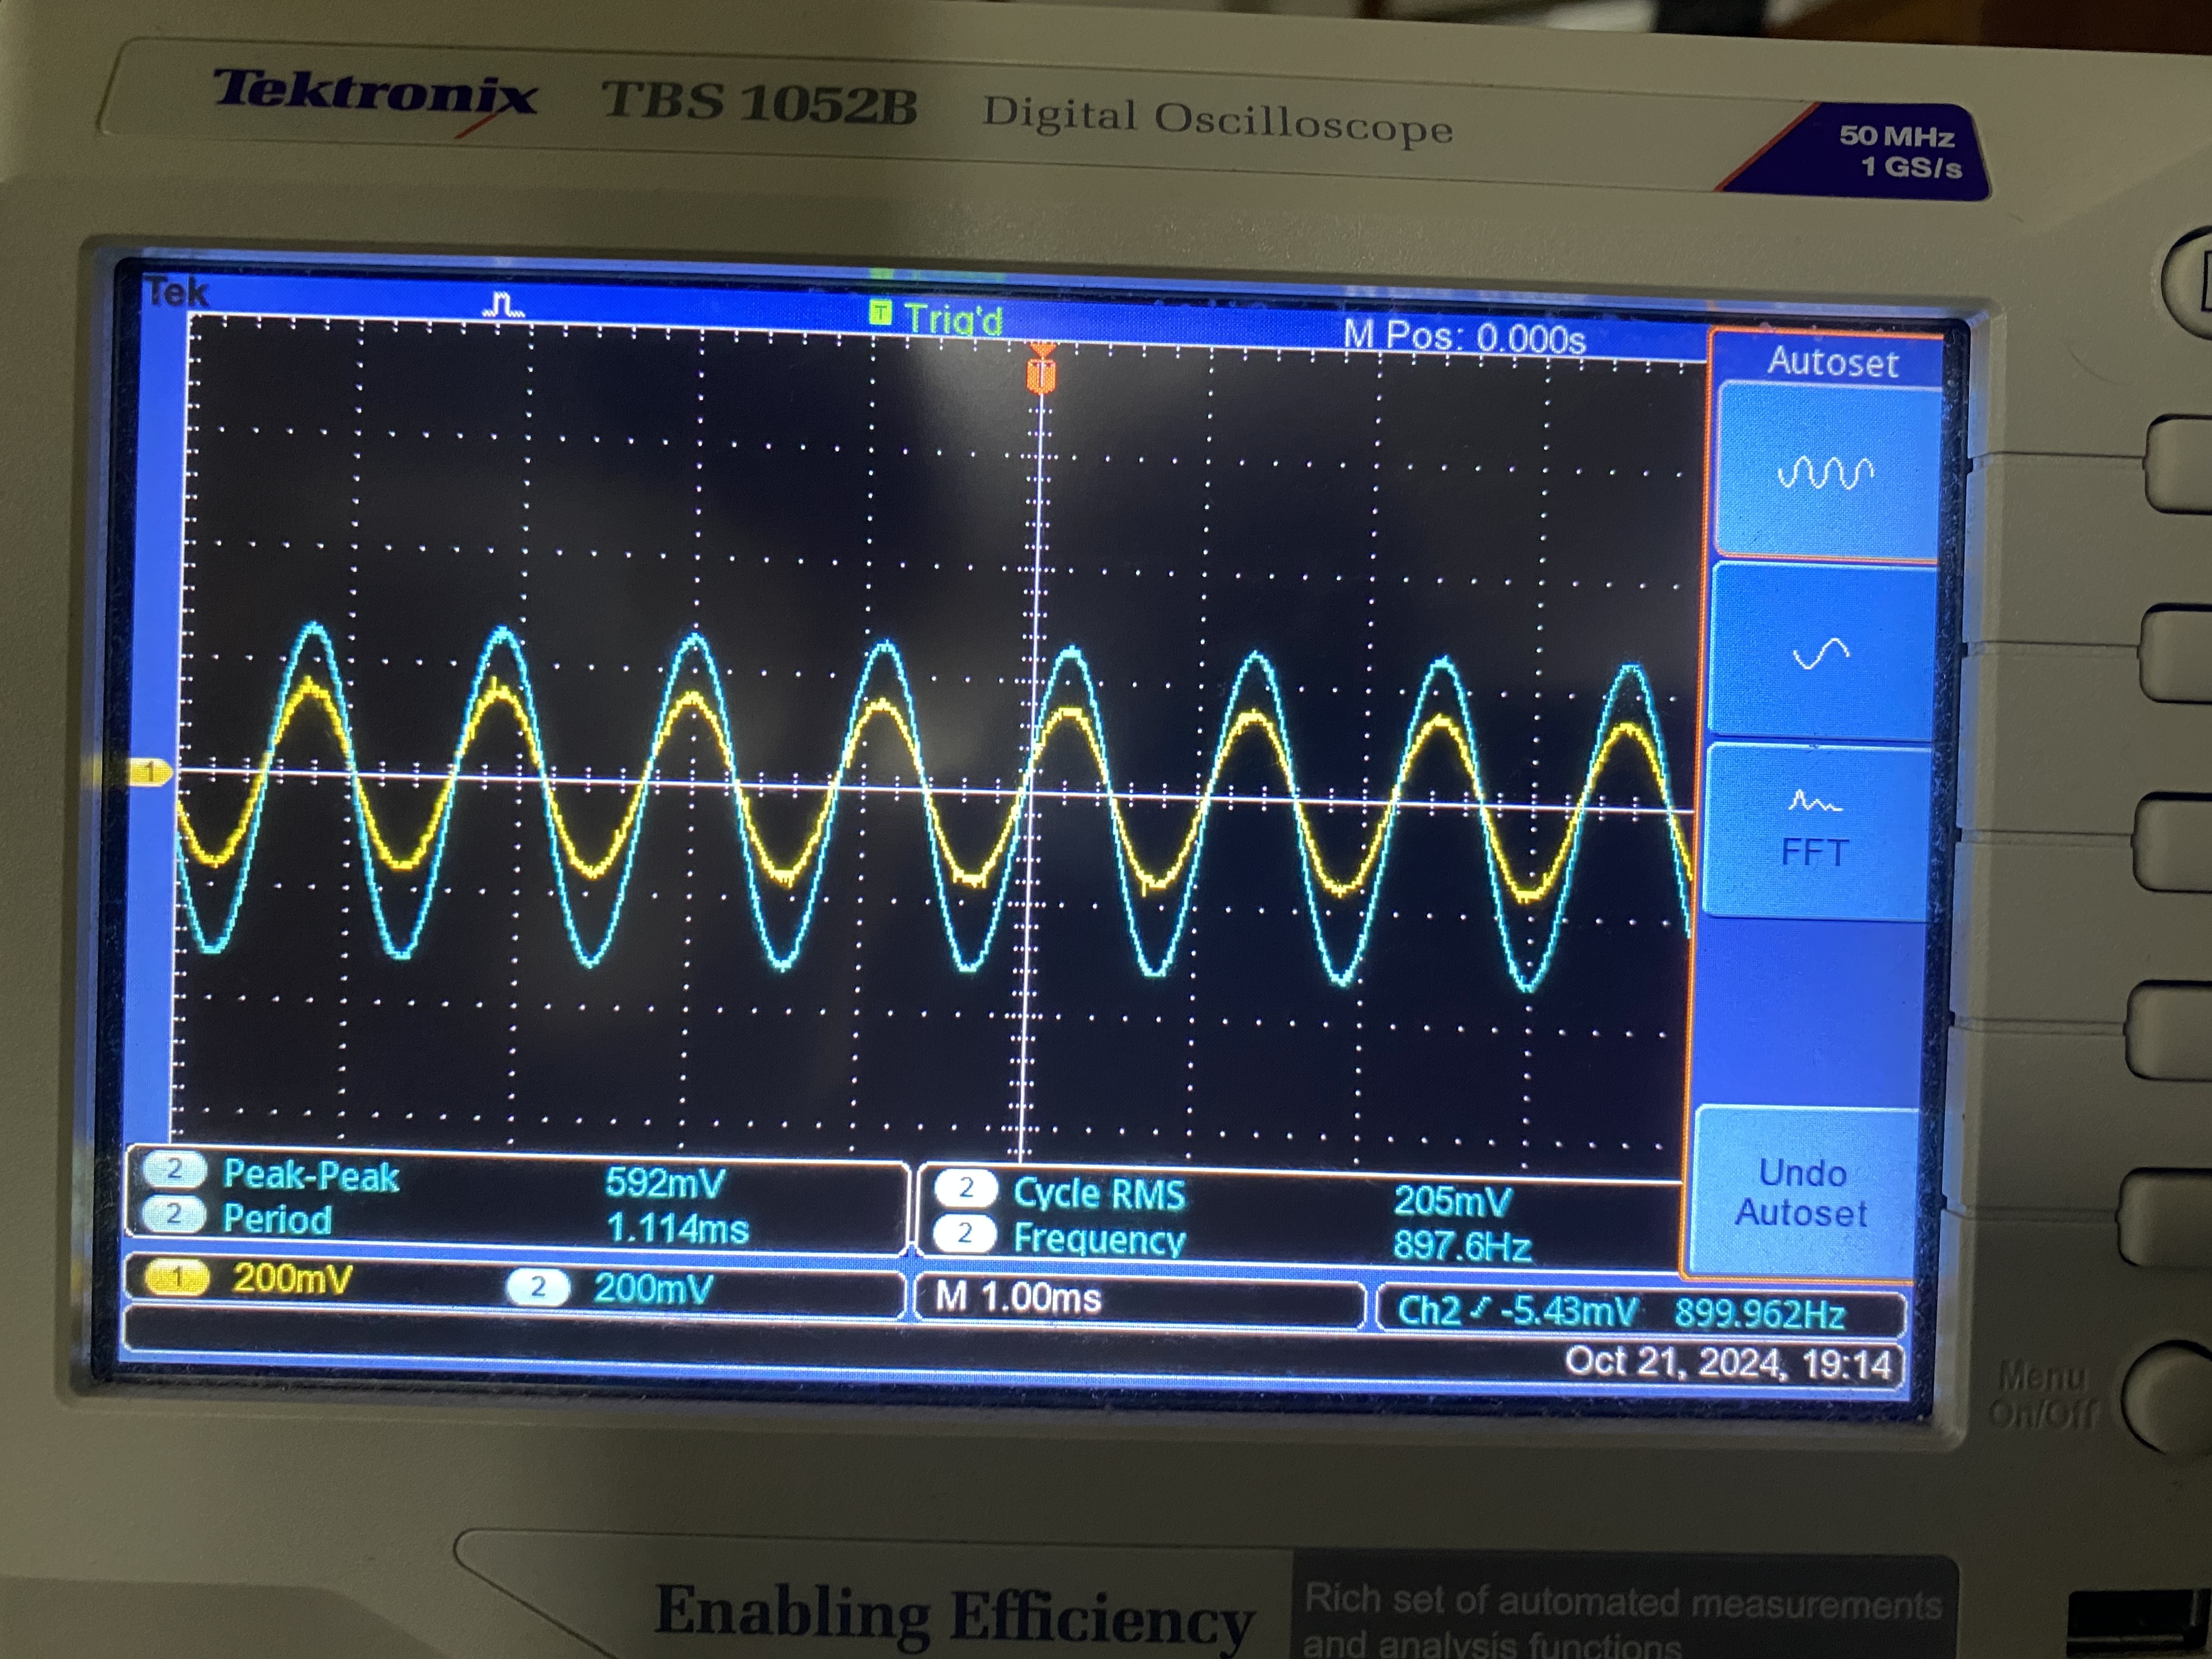 Tektronix TBS 1052B Digital Oscilloscope
50 MHz
1 GS/s
Tek
T Trig'd
M Pos: 0.000s
T
Autoset
1
FFT
Undo
Autoset
2 Peak-Peak 592mV
2 Period 1.114ms
2 Cycle RMS 205mV
2 Frequency 897.6Hz
1 200mV
2 200mV
M 1.00ms
Ch2 -5.43mV 899.962Hz
Oct 21, 2024, 19:14
Menu
On/Off
Enabling Efficiency
Rich set of automated measurements
and analysis functions